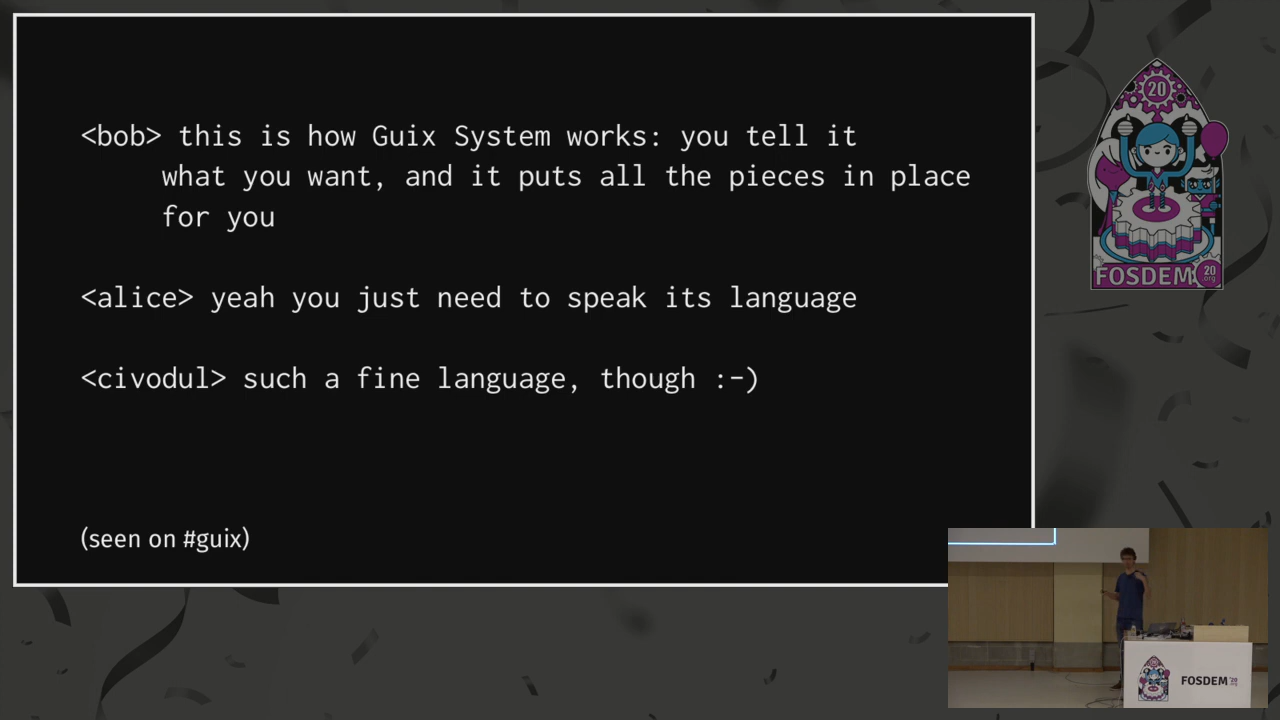 <bob> this is how Guix System works: you tell it
what you want, and it puts all the pieces in place
for you
<alice> yeah you just need to speak its language
<civodul> such a fine language, though :-)
(seen on #guix)
20
FOSDEM 20
.org
FOSDEM '20